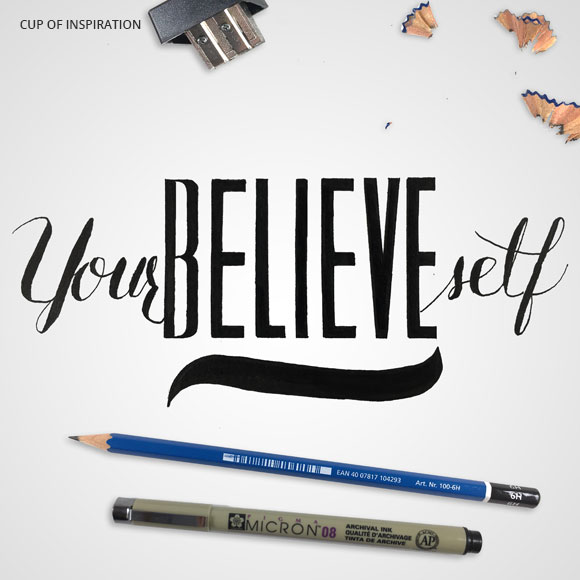 CUP OF INSPIRATION
Your BELIEVE self
EAN 40 07817 104293
Art. Nr. 100-6H
6H
MICRON 08
ARCHIVAL INK
QUALITÉ D'ARCHIVAGE
TINTA DE ARCHIVE
AP